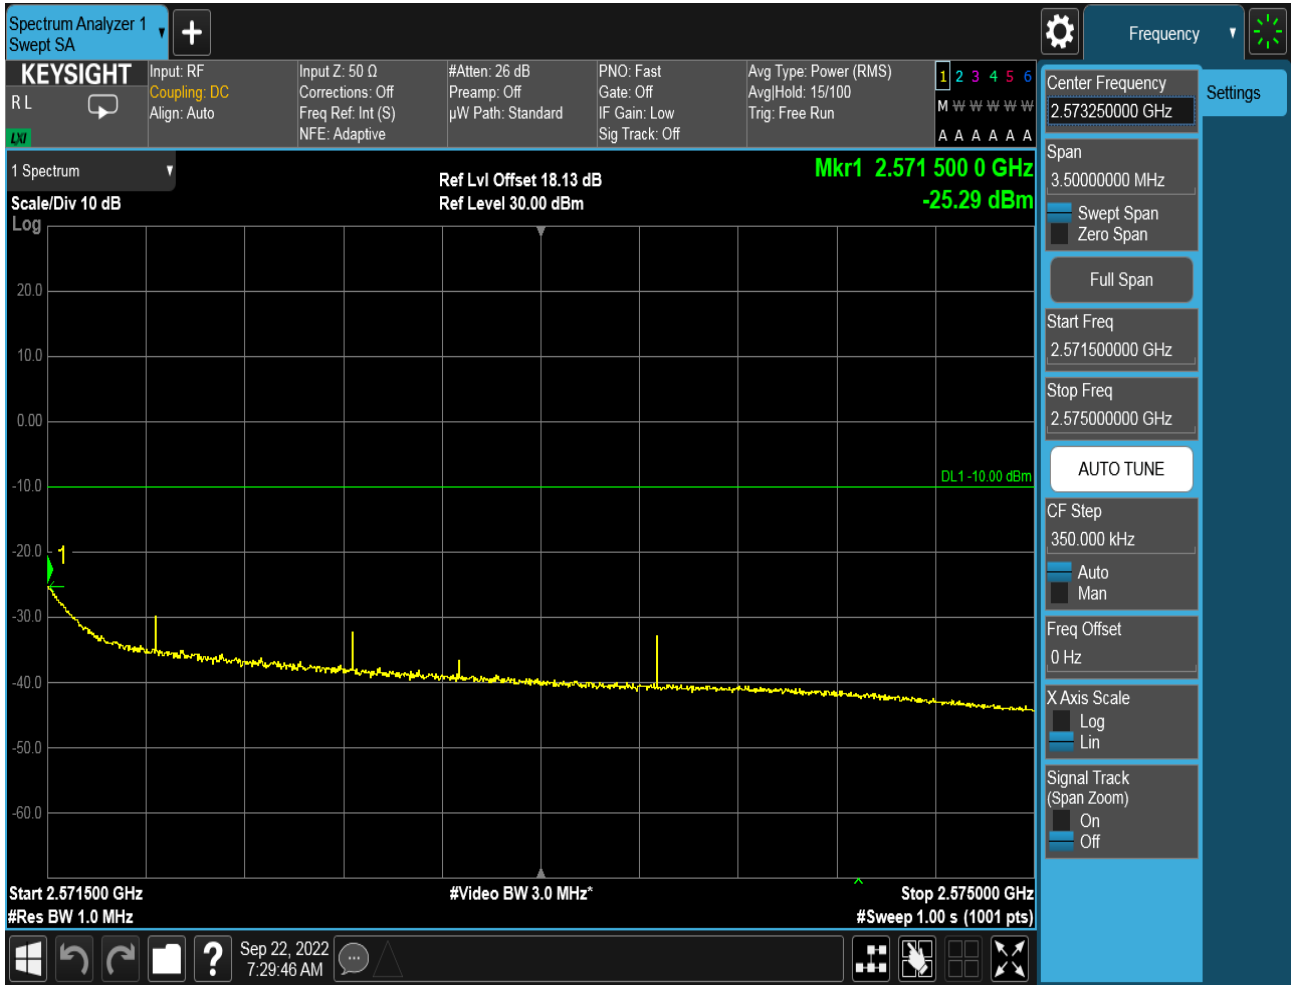 Spectrum Analyzer 1
Swept SA
+
Frequency
KEYSIGHT
R L
LXI
Input: RF
Coupling: DC
Align: Auto
Input Z: 50 Ω
Corrections: Off
Freq Ref: Int (S)
NFE: Adaptive
#Atten: 26 dB
Preamp: Off
µW Path: Standard
PNO: Fast
Gate: Off
IF Gain: Low
Sig Track: Off
Avg Type: Power (RMS)
Avg|Hold: 15/100
Trig: Free Run
1 2 3 4 5 6
M W W W W W
A A A A A A
1 Spectrum
Scale/Div 10 dB
Log
Ref Lvl Offset 18.13 dB
Ref Level 30.00 dBm
Mkr1 2.571 500 0 GHz
-25.29 dBm
20.0
10.0
0.00
-10.0
-20.0
-30.0
-40.0
-50.0
-60.0
DL1 -10.00 dBm
1
Start 2.571500 GHz
#Res BW 1.0 MHz
#Video BW 3.0 MHz*
Stop 2.575000 GHz
#Sweep 1.00 s (1001 pts)
Center Frequency
2.573250000 GHz
Span
3.50000000 MHz
Swept Span
Zero Span
Full Span
Start Freq
2.571500000 GHz
Stop Freq
2.575000000 GHz
AUTO TUNE
CF Step
350.000 kHz
Auto
Man
Freq Offset
0 Hz
X Axis Scale
Log
Lin
Signal Track
(Span Zoom)
On
Off
Settings
?
Sep 22, 2022
7:29:46 AM